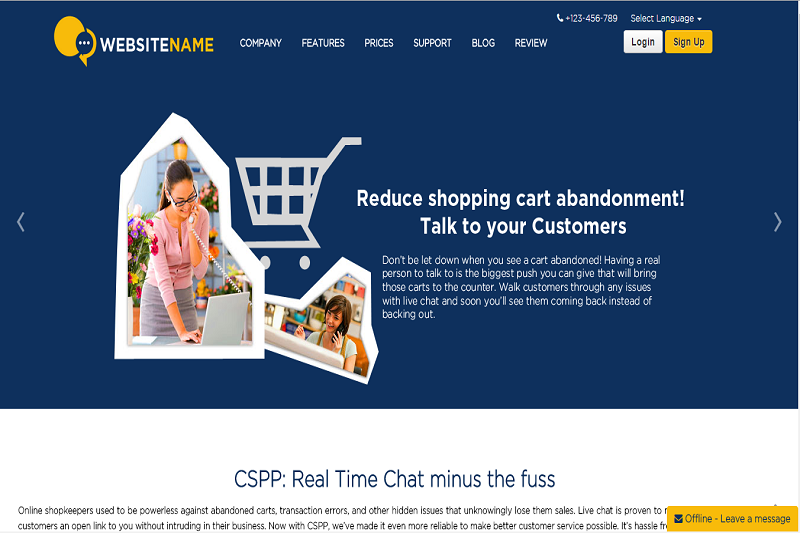 +123-456-789 Select Language
WEBSITENAME COMPANY FEATURES PRICES SUPPORT BLOG REVIEW Login Sign Up
Reduce shopping cart abandonment!
Talk to your Customers
Don't be let down when you see a cart abandoned! Having a real
person to talk to is the biggest push you can give that will bring
those carts to the counter. Walk customers through any issues
with live chat and soon you'll see them coming back instead of
backing out.
CSPP: Real Time Chat minus the fuss
Online shopkeepers used to be powerless against abandoned carts, transaction errors, and other hidden issues that unknowingly lose them sales. Live chat is proven to
customers an open link to you without intruding in their business. Now with CSPP, we've made it even more reliable to make better customer service possible. It's hassle
Offline - Leave a message